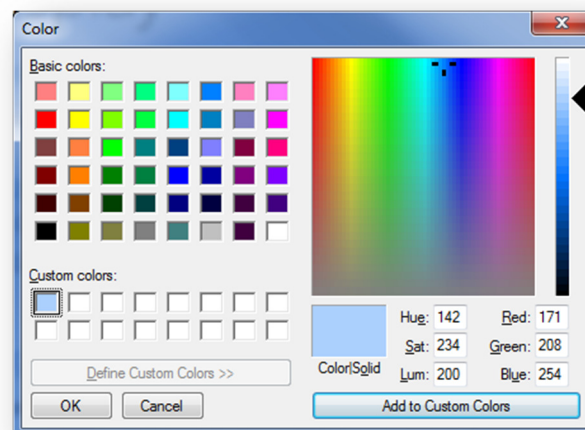 Color
Basic colors:
Custom colors:
Define Custom Colors >>
OK
Cancel
Color|Solid
Hue: 142
Sat: 234
Lum: 200
Red: 171
Green: 208
Blue: 254
Add to Custom Colors